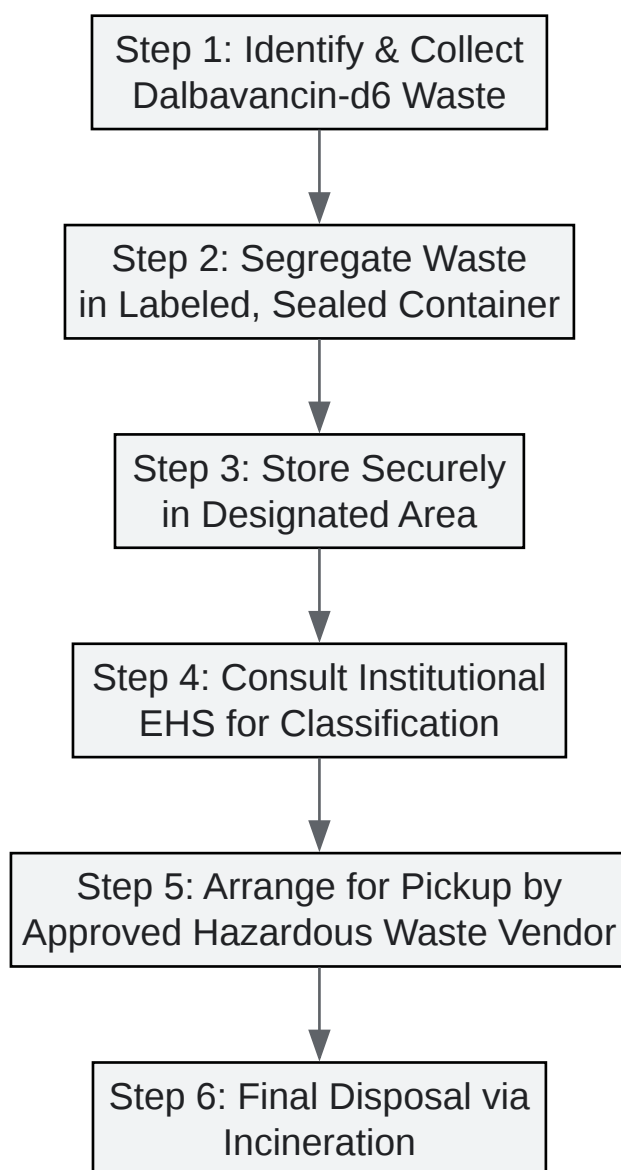 Step 1: Identify & Collect
Dalbavancin-d6 Waste
Step 2: Segregate Waste
in Labeled, Sealed Container
Step 3: Store Securely
in Designated Area
Step 4: Consult Institutional
EHS for Classification
Step 5: Arrange for Pickup by
Approved Hazardous Waste Vendor
Step 6: Final Disposal via
Incineration